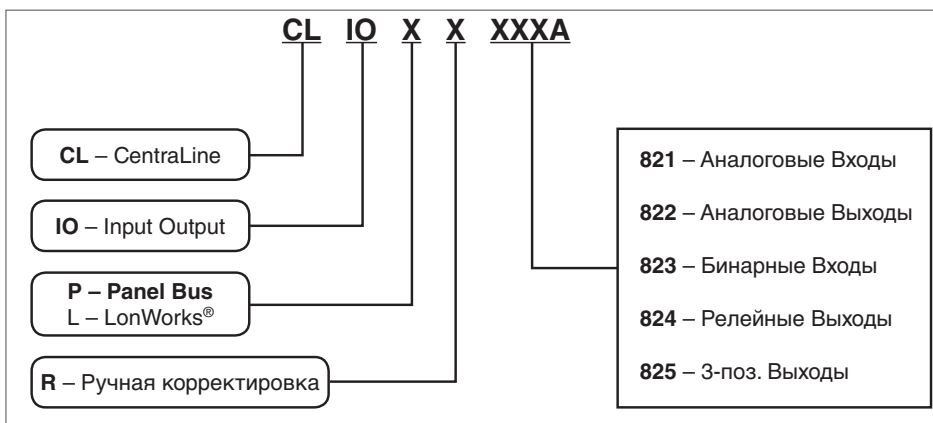 CL IO X X XXXA
CL – CentraLine
IO – Input Output
P – Panel Bus
L – LonWorks®
R – Ручная корректировка
821 – Аналоговые Входы
822 – Аналоговые Выходы
823 – Бинарные Входы
824 – Релейные Выходы
825 – 3-поз. Выходы